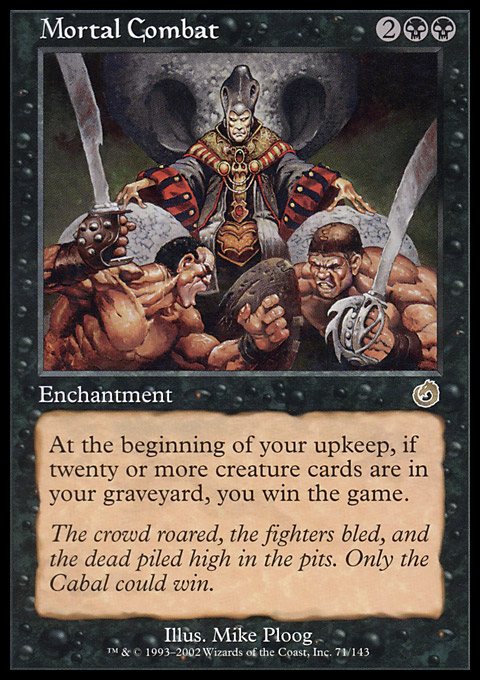 Mortal Combat 2
Enchantment
At the beginning of your upkeep, if
twenty or more creature cards are in
your graveyard, you win the game.
The crowd roared, the fighters bled, and
the dead piled high in the pits. Only the
Cabal could win.
Illus. Mike Ploog
™ & © 1993–2002 Wizards of the Coast, Inc. 71/143